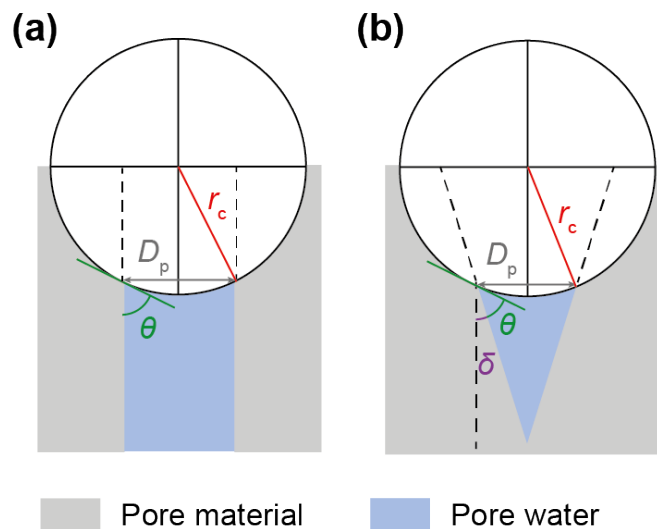 (a)
(b)
r_c
D_p
θ
r_c
D_p
θ
δ
Pore material
Pore water